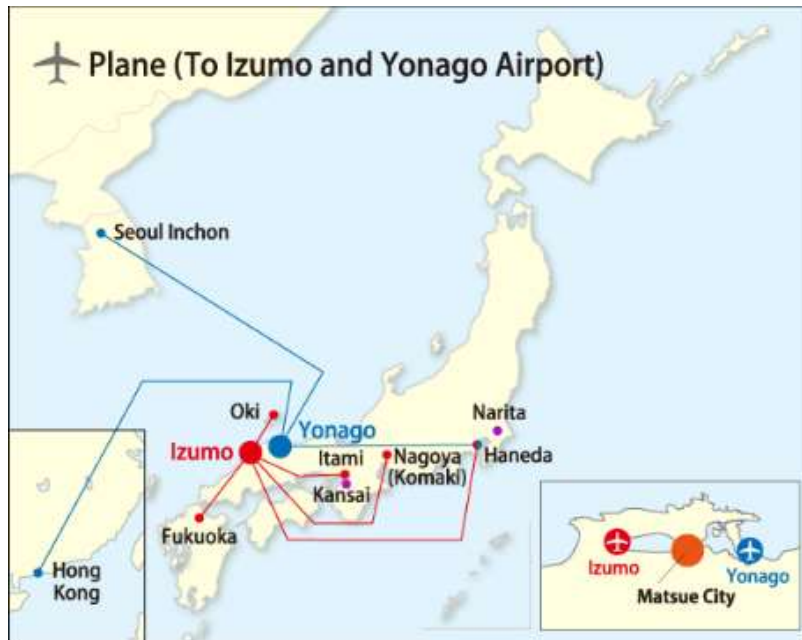 Plane (To Izumo and Yonago Airport)
Seoul Inchon
Oki
Yonago
Narita
Izumo
Itami
Nagoya
(Komaki)
Haneda
Kansai
Fukuoka
Hong
Kong
Izumo
Yonago
Matsue City